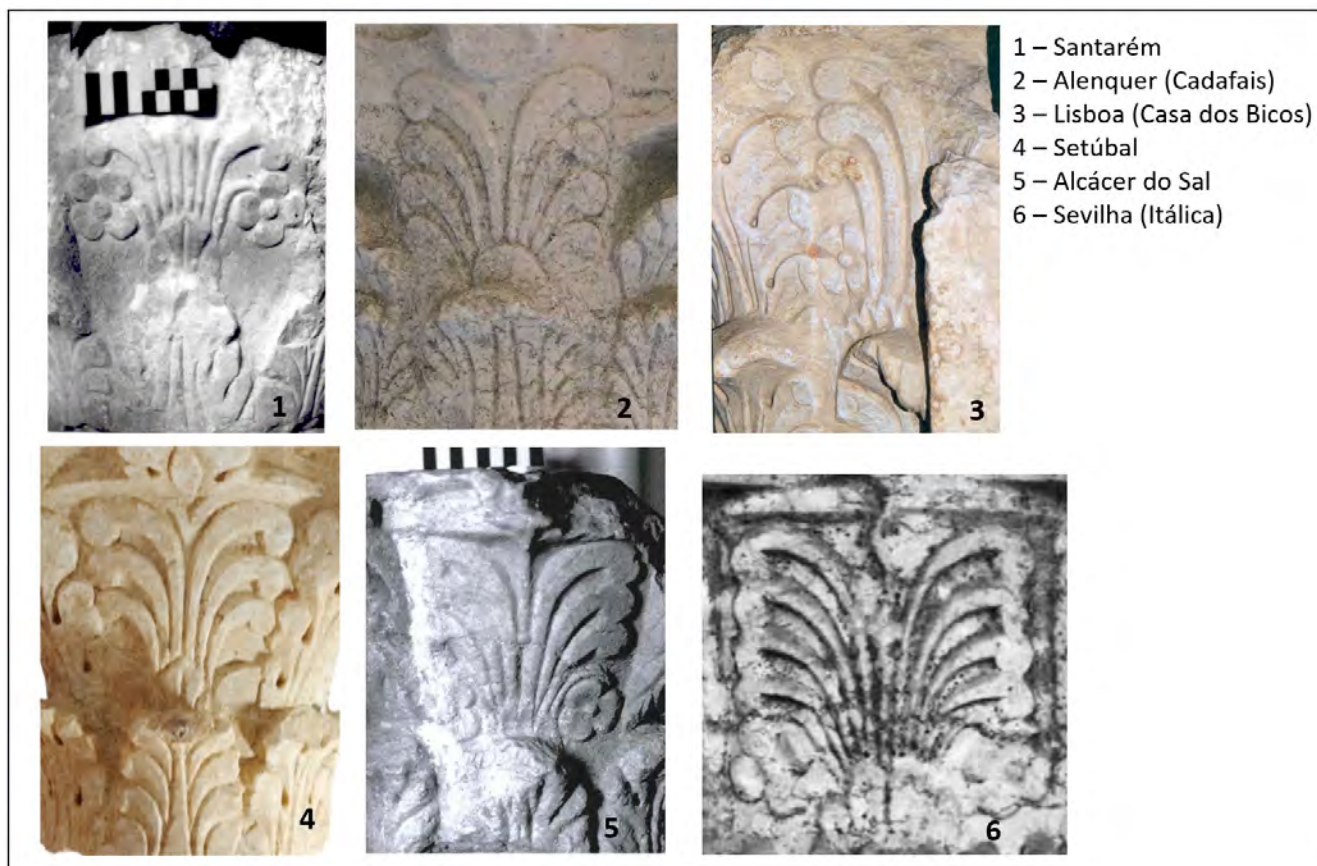 1 – Santarém
2 – Alenquer (Cadafais)
3 – Lisboa (Casa dos Bicos)
4 – Setúbal
5 – Alcácer do Sal
6 – Sevilha (Itálica)
1
2
3
4
5
6